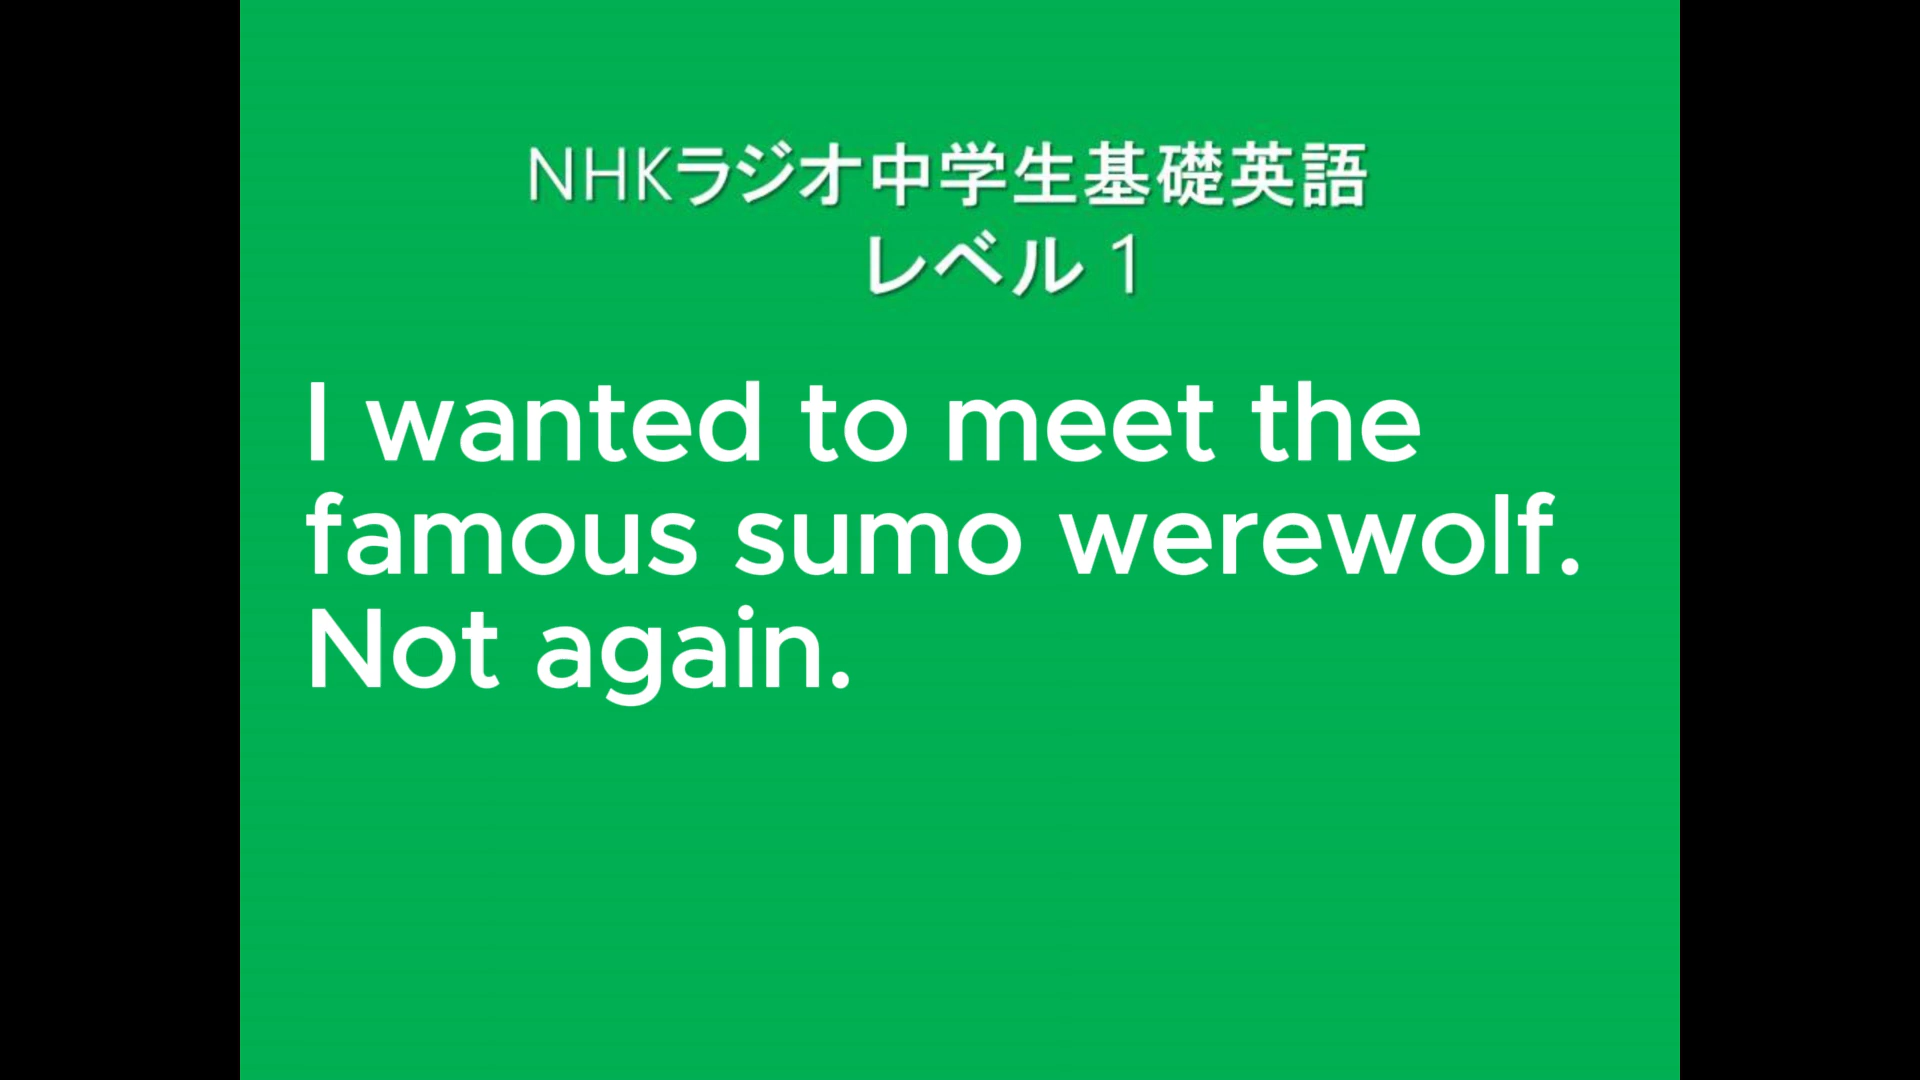 NHKラジオ中学生基礎英語
レベル 1
I wanted to meet the
famous sumo werewolf.
Not again.